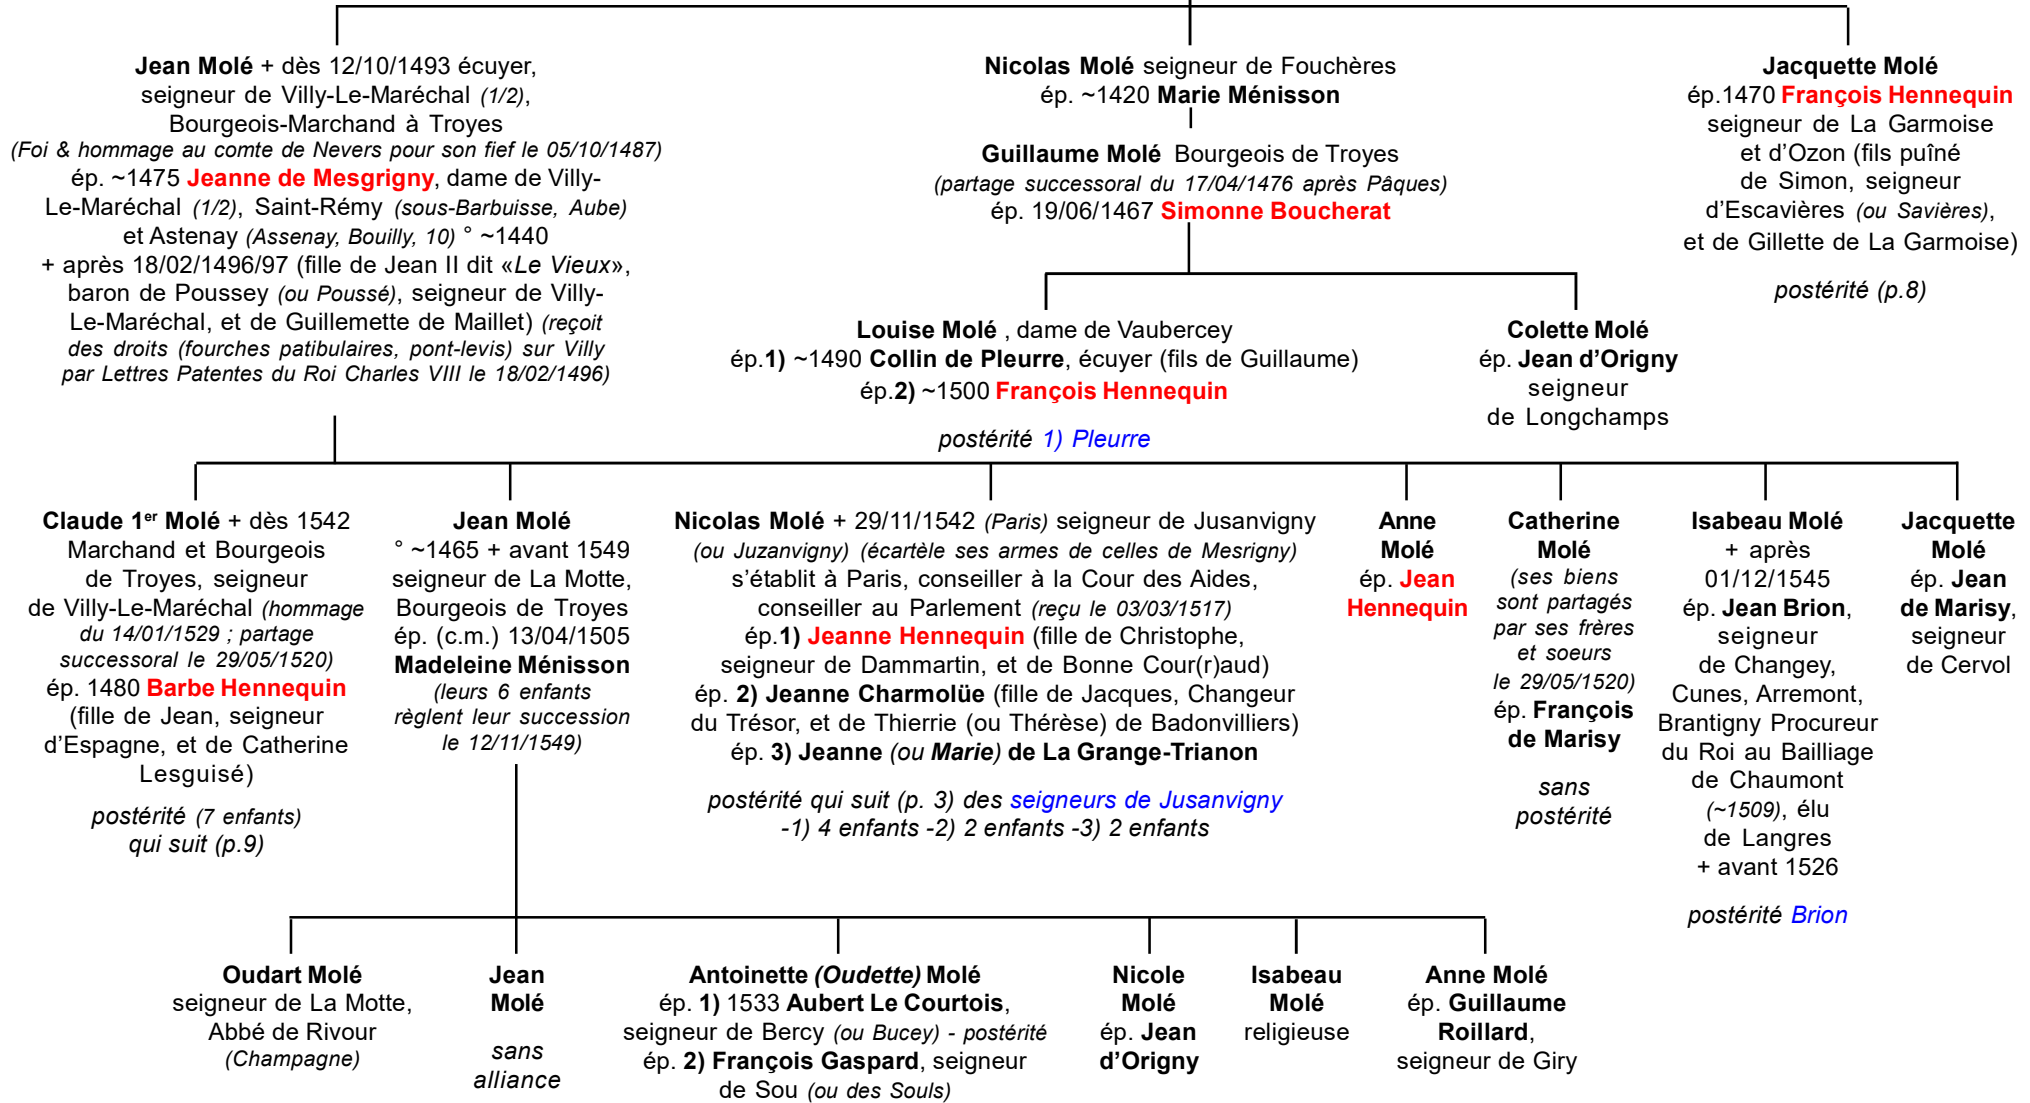 Jean Molé + dès 12/10/1493 écuyer,
seigneur de Villy-Le-Maréchal (1/2),
Bourgeois-Marchand à Troyes
(Foi & hommage au comte de Nevers pour son fief le 05/10/1487)
ép. ~1475 Jeanne de Mesgrigny, dame de Villy-
Le-Maréchal (1/2), Saint-Rémy (sous-Barbuisse, Aube)
et Astenay (Assenay, Bouilly, 10) ° ~1440
+ après 18/02/1496/97 (fille de Jean II dit «Le Vieux»,
baron de Poussey (ou Poussé), seigneur de Villy-
Le-Maréchal, et de Guillemette de Maillet) (reçoit
des droits (fourches patibulaires, pont-levis) sur Villy
par Lettres Patentes du Roi Charles VIII le 18/02/1496)
Nicolas Molé seigneur de Fouchères
ép. ~1420 Marie Ménisson
Guillaume Molé Bourgeois de Troyes
(partage successoral du 17/04/1476 après Pâques)
ép. 19/06/1467 Simonne Boucherat
Jacquette Molé
ép.1470 François Hennequin
seigneur de La Garmoise
et d'Ozon (fils puîné
de Simon, seigneur
d'Escavières (ou Savières),
et de Gillette de La Garmoise)
postérité (p.8)
Louise Molé , dame de Vaubercey
ép.1) ~1490 Collin de Pleurre, écuyer (fils de Guillaume)
ép.2) ~1500 François Hennequin
postérité 1) Pleurre
Colette Molé
ép. Jean d'Origny
seigneur
de Longchamps
Claude 1er Molé + dès 1542
Marchand et Bourgeois
de Troyes, seigneur
de Villy-Le-Maréchal (hommage
du 14/01/1529 ; partage
successoral le 29/05/1520)
ép. 1480 Barbe Hennequin
(fille de Jean, seigneur
d'Espagne, et de Catherine
Lesguisé)
postérité (7 enfants)
qui suit (p.9)
Jean Molé
° ~1465 + avant 1549
seigneur de La Motte,
Bourgeois de Troyes
ép. (c.m.) 13/04/1505
Madeleine Ménisson
(leurs 6 enfants
règlent leur succession
le 12/11/1549)
Nicolas Molé + 29/11/1542 (Paris) seigneur de Jusanvigny
(ou Juzanvigny) (écartèle ses armes de celles de Mesrigny)
s'établit à Paris, conseiller à la Cour des Aides,
conseiller au Parlement (reçu le 03/03/1517)
ép.1) Jeanne Hennequin (fille de Christophe,
seigneur de Dammartin, et de Bonne Cour(r)aud)
ép. 2) Jeanne Charmolüe (fille de Jacques, Changeur
du Trésor, et de Thierrie (ou Thérèse) de Badonvilliers)
ép. 3) Jeanne (ou Marie) de La Grange-Trianon
postérité qui suit (p. 3) des seigneurs de Jusanvigny
-1) 4 enfants -2) 2 enfants -3) 2 enfants
Anne
Molé
ép. Jean
Hennequin
Catherine
Molé
(ses biens
sont partagés
par ses frères
et soeurs
le 29/05/1520)
ép. François
de Marisy
sans
postérité
Isabeau Molé
+ après
01/12/1545
ép. Jean Brion,
seigneur
de Changey,
Cunes, Arremont,
Brantigny Procureur
du Roi au Bailliage
de Chaumont
(~1509), élu
de Langres
+ avant 1526
postérité Brion
Jacquette
Molé
ép. Jean
de Marisy,
seigneur
de Cervol
Oudart Molé
seigneur de La Motte,
Abbé de Rivour
(Champagne)
Jean
Molé
sans
alliance
Antoinette (Oudette) Molé
ép. 1) 1533 Aubert Le Courtois,
seigneur de Bercy (ou Bucey) - postérité
ép. 2) François Gaspard, seigneur
de Sou (ou des Souls)
Nicole
Molé
ép. Jean
d'Origny
Isabeau
Molé
religieuse
Anne Molé
ép. Guillaume
Roillard,
seigneur de Giry